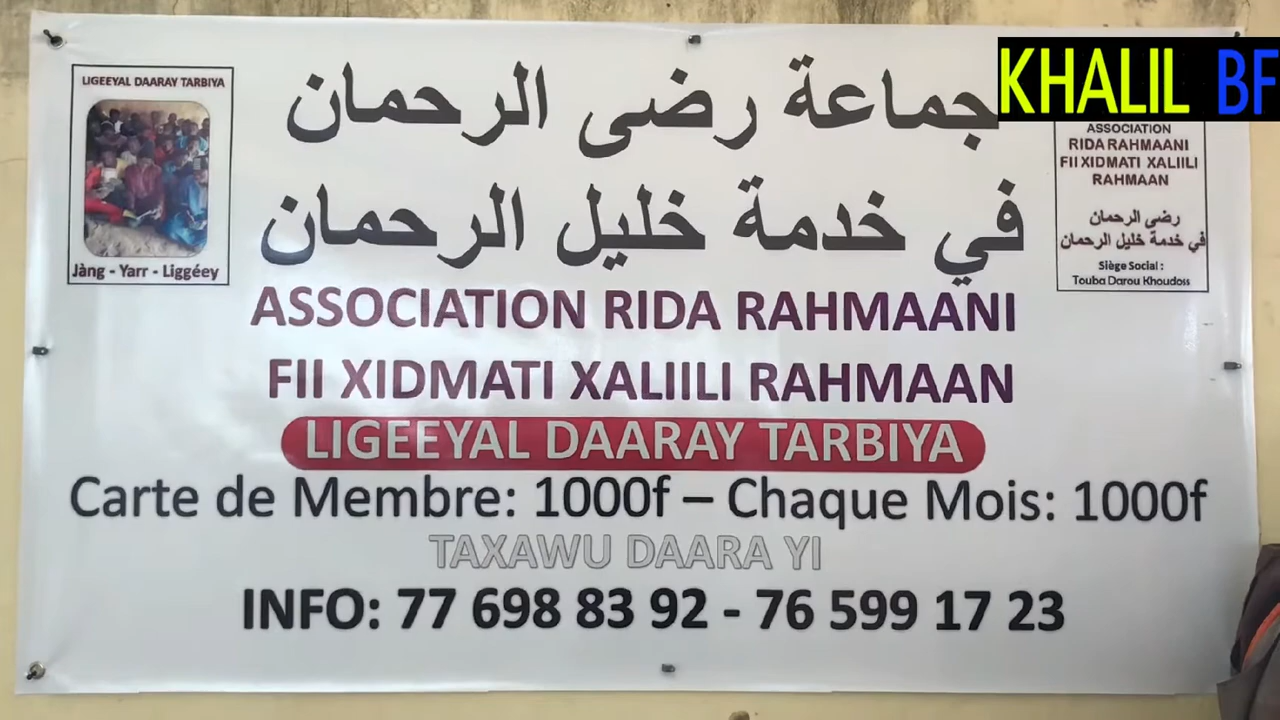 KHALIL BF
LIGEEYAL DAARAY TARBIYA
Jàng - Yarr - Liggéey
جماعة رضى الرحمان
في خدمة خليل الرحمان
ASSOCIATION
RIDA RAHMAANI
FII XIDMATI XALIILI
RAHMAAN
رضى الرحمان
في خدمة خليل الرحمان
Siège Social :
Touba Darou Khoudoss
ASSOCIATION RIDA RAHMAANI
FII XIDMATI XALIILI RAHMAAN
LIGEEYAL DAARAY TARBIYA
Carte de Membre: 1000f – Chaque Mois: 1000f
TAXAWU DAARA YI
INFO: 77 698 83 92 - 76 599 17 23